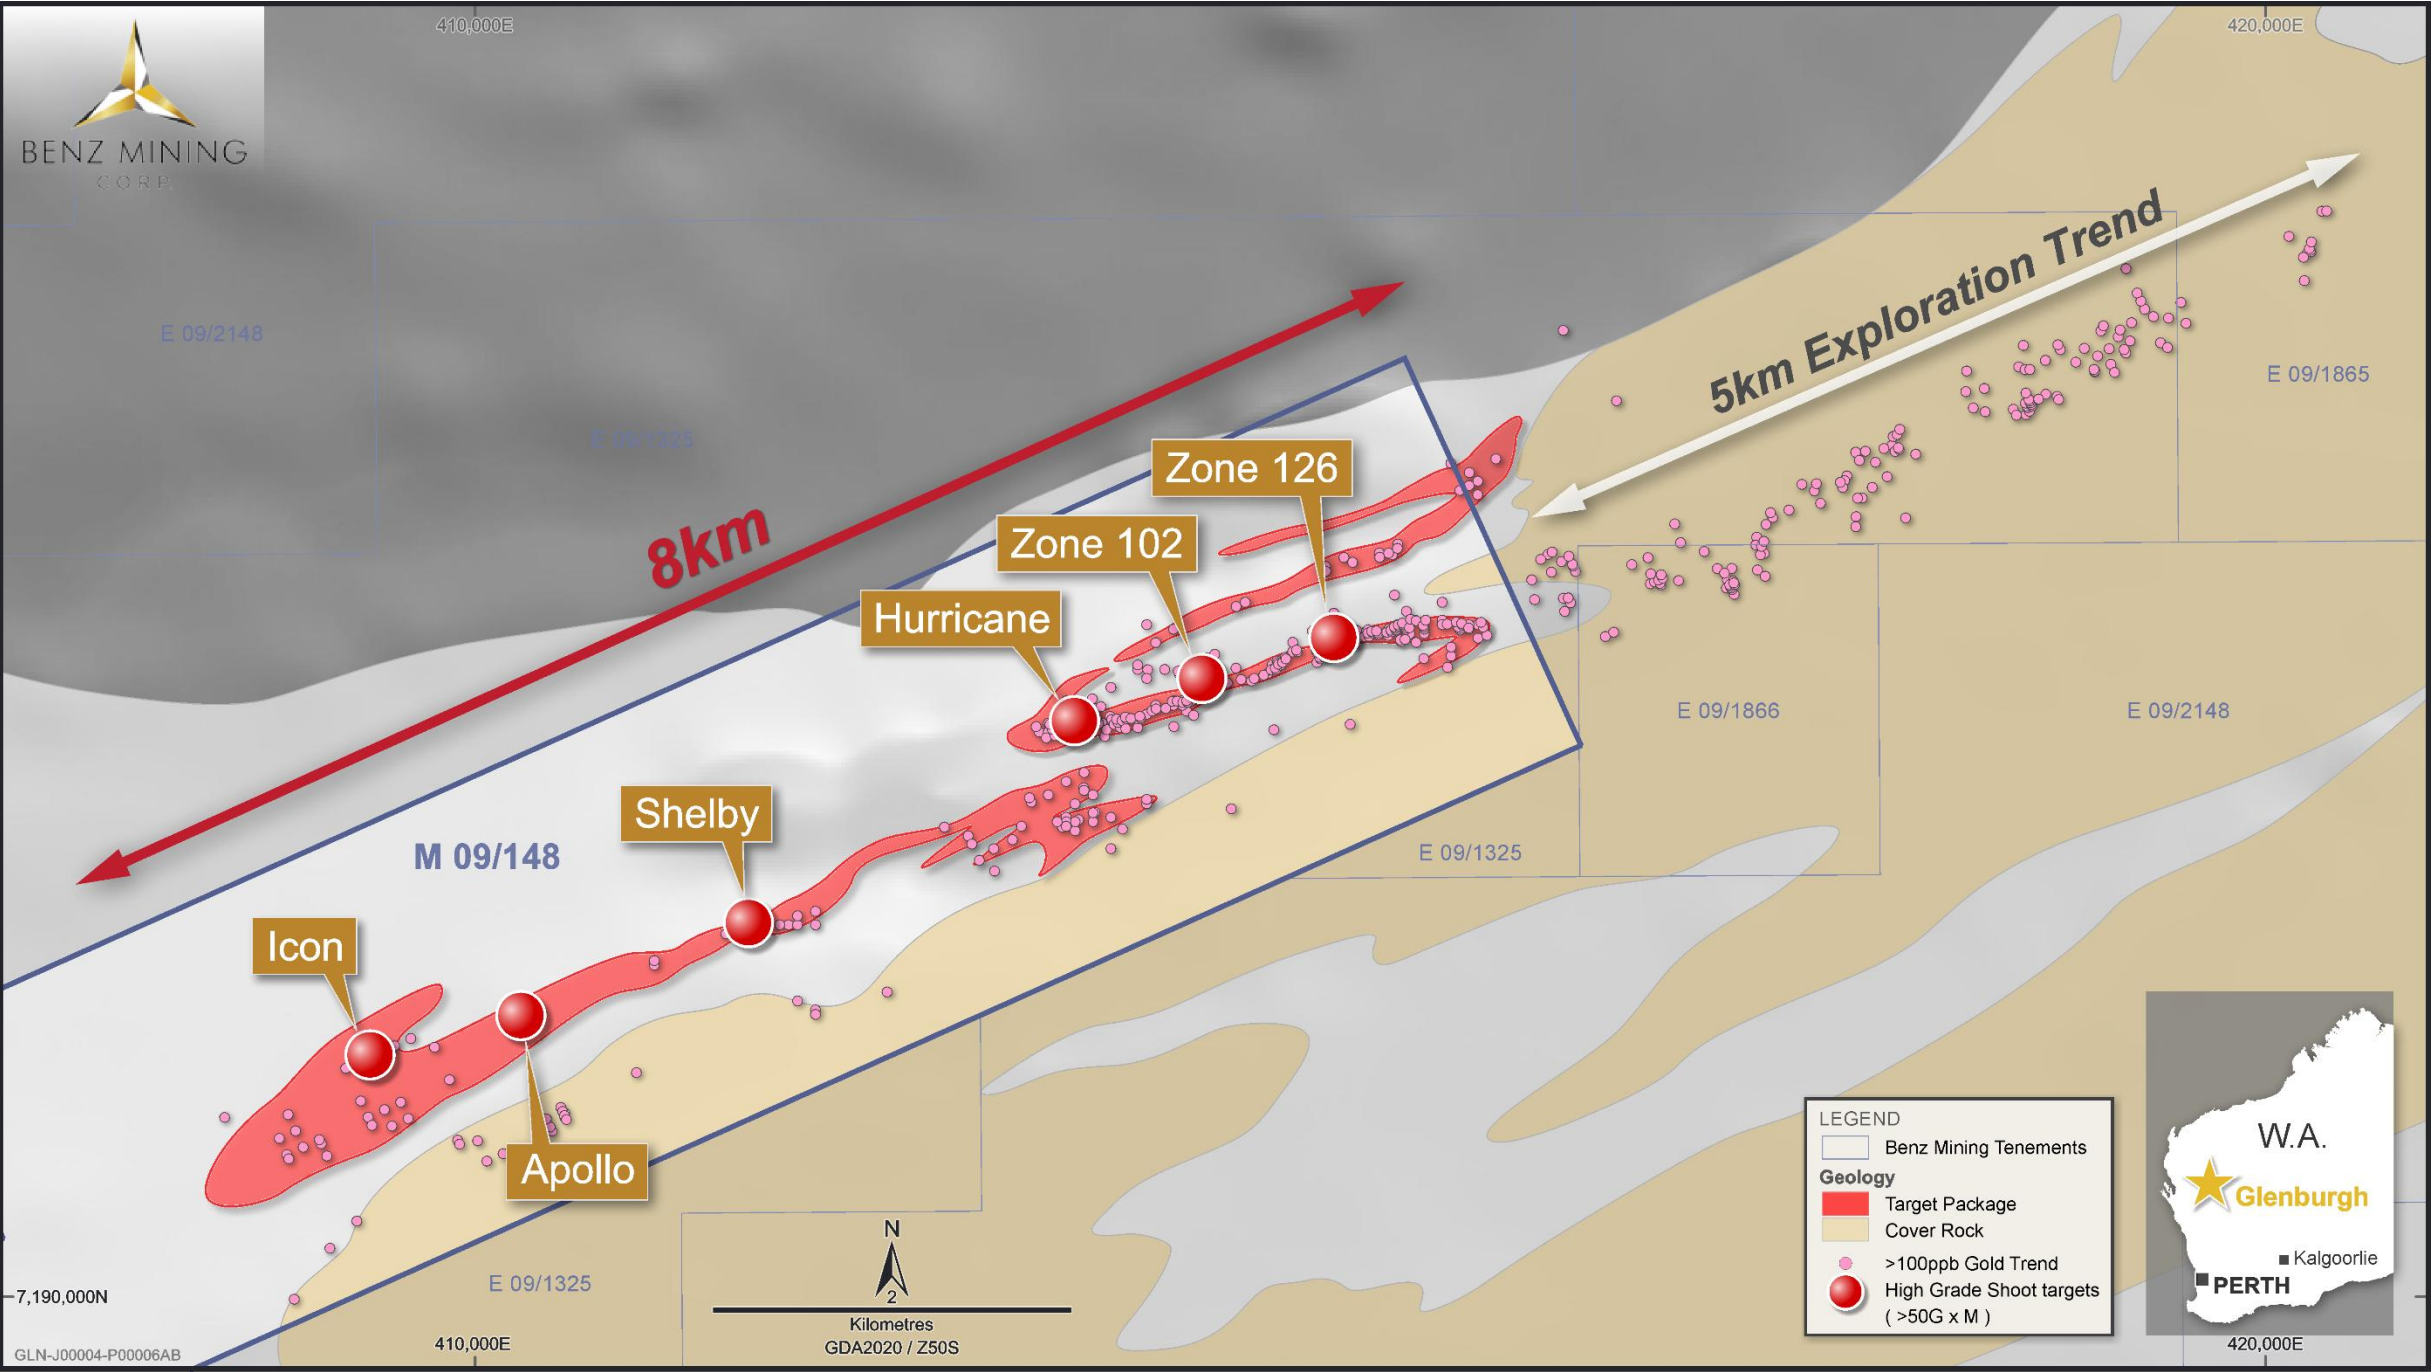 410,000E
420,000E
BENZ MINING
CORP.
5km Exploration Trend
E 09/2148
E 09/1865
E 09/1325
Zone 126
8km
Zone 102
Hurricane
E 09/1866
E 09/2148
Shelby
M 09/148
E 09/1325
Icon
Apollo
LEGEND
Benz Mining Tenements
Geology
Target Package
Cover Rock
>100ppb Gold Trend
High Grade Shoot targets
( >50G x M )
W.A.
Glenburgh
Kalgoorlie
PERTH
N
2
Kilometres
GDA2020 / Z50S
E 09/1325
7,190,000N
410,000E
420,000E
GLN-J00004-P00006AB